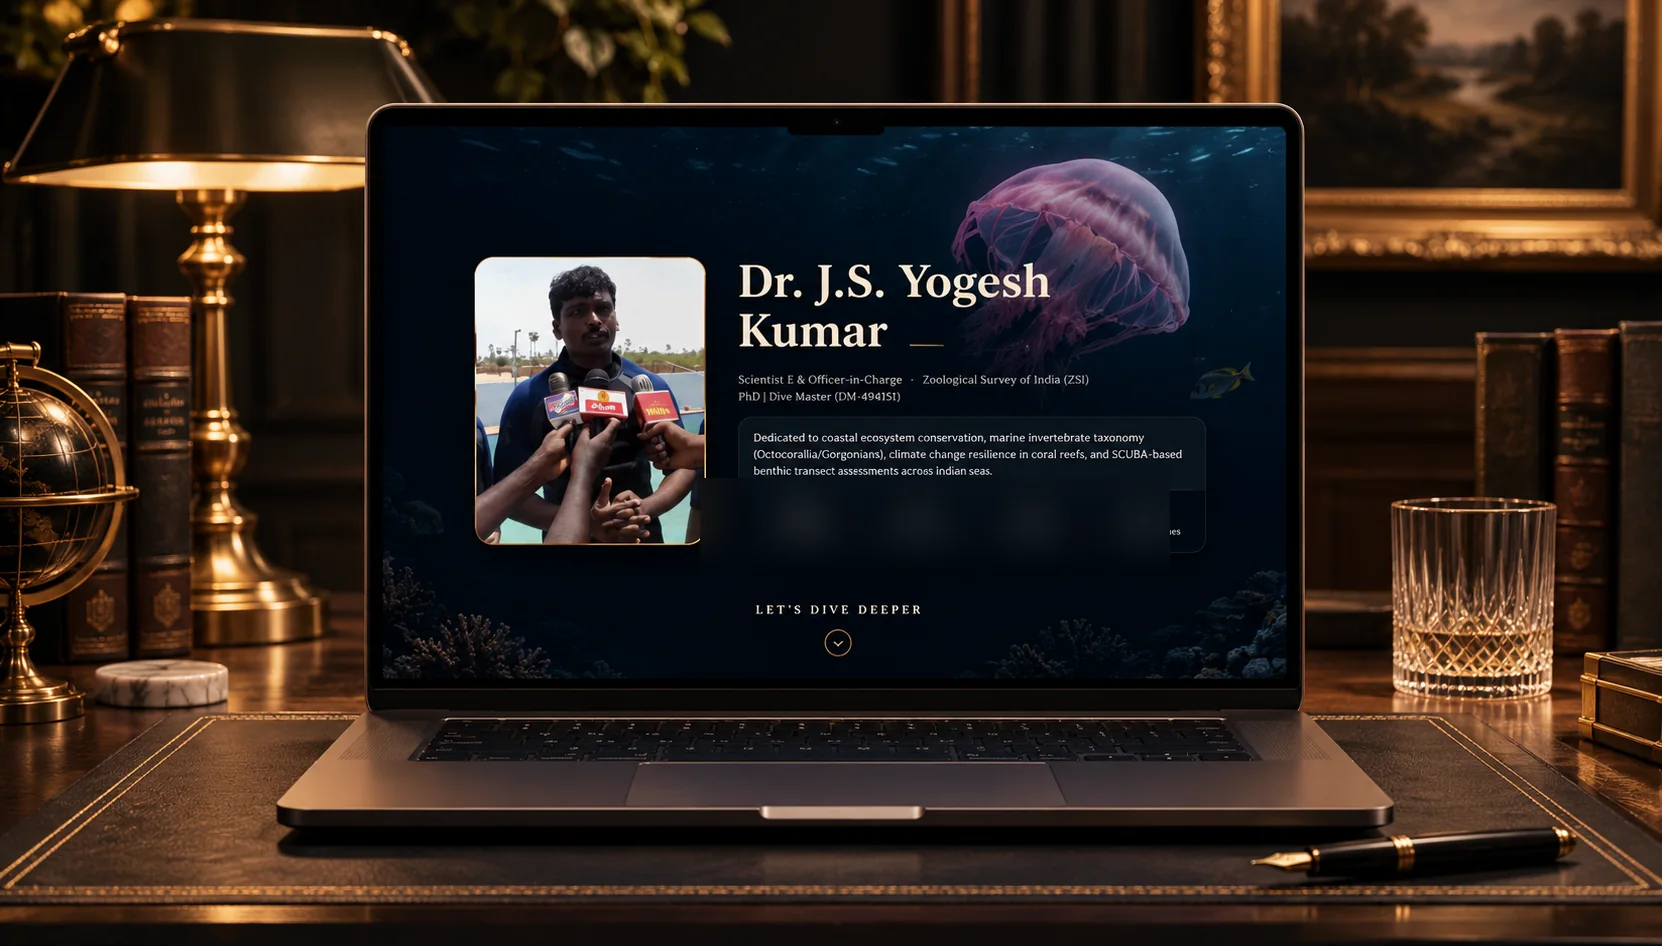 Dr. J.S. Yogesh
Kumar
Scientist E & Officer-in-Charge · Zoological Survey of India (ZSI)
PhD | Dive Master (DM-494151)
Dedicated to coastal ecosystem conservation, marine invertebrate taxonomy
(Octocorallia/Gorgonians), climate change resilience in coral reefs, and SCUBA-based
benthic transect assessments across Indian seas.
LET'S DIVE DEEPER